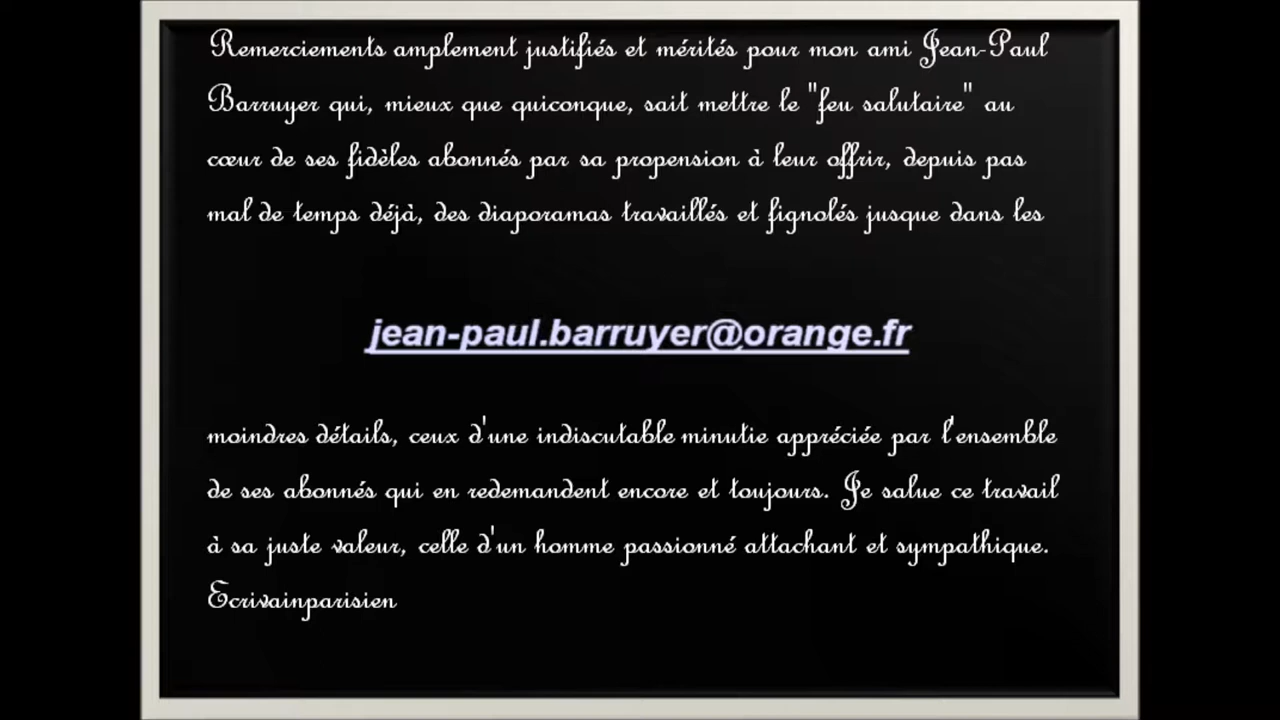 Remerciements amplement justifiés et mérités pour mon ami Jean-Paul
Barruyer qui, mieux que quiconque, sait mettre le "feu salutaire" au
cœur de ses fidèles abonnés par sa propension à leur offrir, depuis pas
mal de temps déjà, des diaporamas travaillés et fignolés jusque dans les
jean-paul.barruyer@orange.fr
moindres détails, ceux d'une indiscutable minutie appréciée par l'ensemble
de ses abonnés qui en redemandent encore et toujours. Je salue ce travail
à sa juste valeur, celle d'un homme passionné attachant et sympathique.
Ecrivainparisien